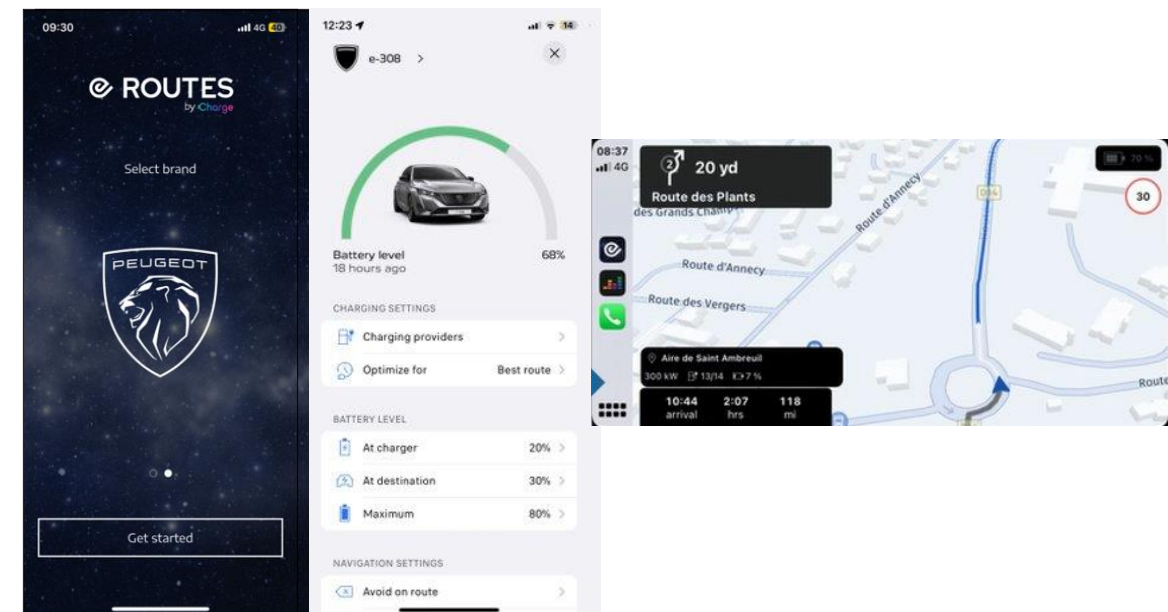 09:30
4G 40
ROUTES
by Charge
Select brand
PEUGEOT
Get started
12:23
14
e-308 >
Battery level 68%
18 hours ago
CHARGING SETTINGS
Charging providers >
Optimize for Best route >
BATTERY LEVEL
At charger 20% >
At destination 30% >
Maximum 80% >
NAVIGATION SETTINGS
Avoid on route >
08:37
4G
2 20 yd
Route des Plants
70 %
30
des Grands Champs
Route d'Annecy
Route d'Annecy
Route des Vergers
Aire de Saint Ambreuil
300 kW 13/14 7 %
10:44 2:07 118
arrival hrs mi
Route